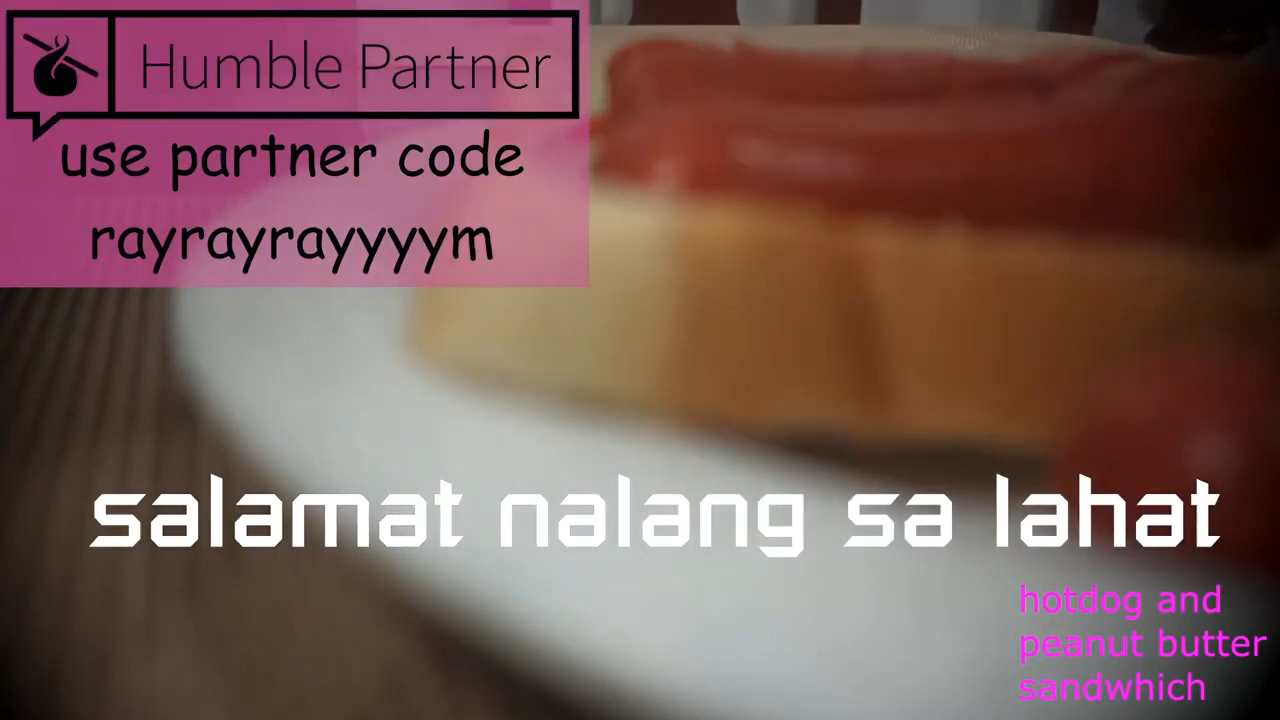 Humble Partner
use partner code
rayrayrayyyym
salamat nalang sa lahat
hotdog and
peanut butter
sandwhich